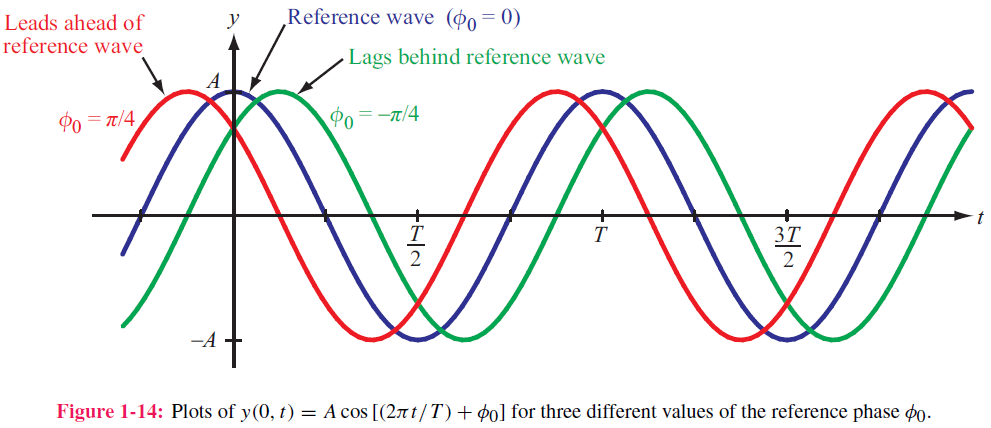 Leads ahead of
reference wave
y
Reference wave (ϕ0 = 0)
Lags behind reference wave
A
ϕ0 = π/4
ϕ0 = −π/4
T/2
T
3T/2
t
−A
Figure 1-14: Plots of y(0, t) = A cos [(2πt/T) + ϕ0] for three different values of the reference phase ϕ0.